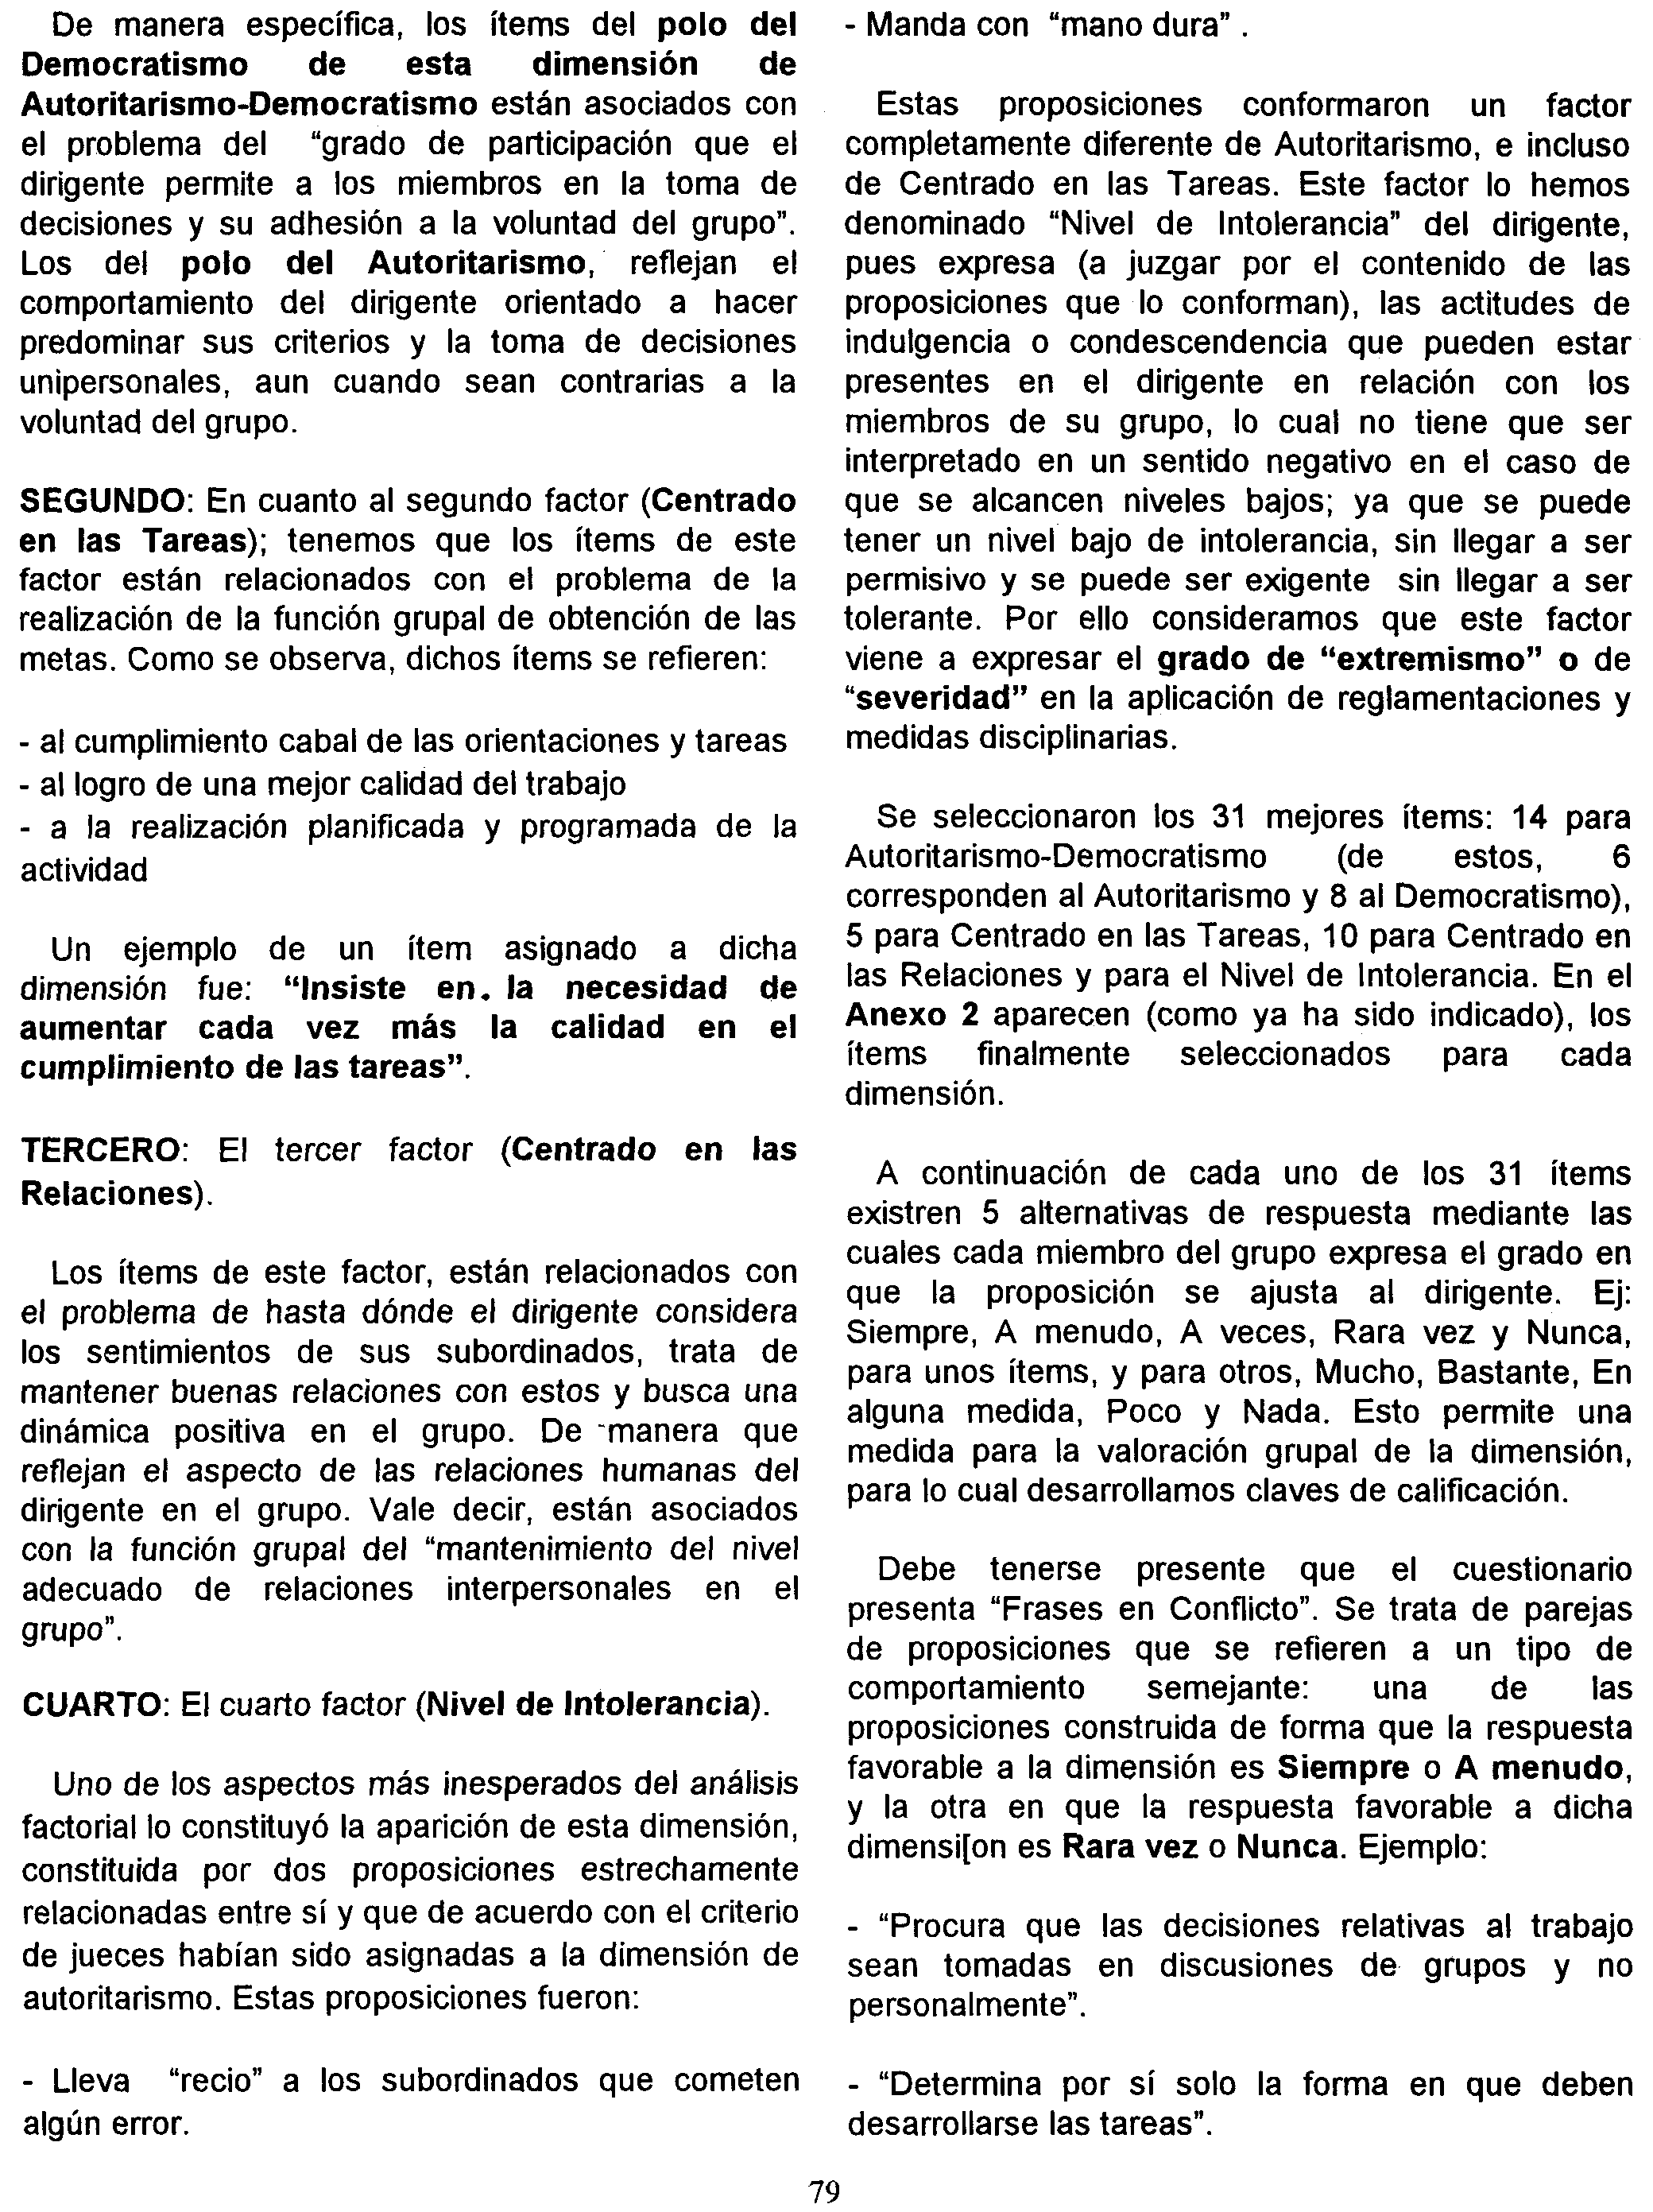 De manera específica, los ítems del polo del
Democratismo de esta dimensión de
Autoritarismo-Democratismo están asociados con
el problema del “grado de participación que el
dirigente permite a los miembros en la toma de
decisiones y su adhesión a la voluntad del grupo”.
Los del polo del Autoritarismo, reflejan el
comportamiento del dirigente orientado a hacer
predominar sus criterios y la toma de decisiones
unipersonales, aun cuando sean contrarias a la
voluntad del grupo.
SEGUNDO: En cuanto al segundo factor (Centrado
en las Tareas); tenemos que los ítems de este
factor están relacionados con el problema de la
realización de la función grupal de obtención de las
metas. Como se observa, dichos ítems se refieren:
- al cumplimiento cabal de las orientaciones y tareas
- al logro de una mejor calidad del trabajo
- a la realización planificada y programada de la
actividad
Un ejemplo de un ítem asignado a dicha
dimensión fue: “Insiste en. la necesidad de
aumentar cada vez más la calidad en el
cumplimiento de las tareas”.
TERCERO: El tercer factor (Centrado en las
Relaciones).
Los ítems de este factor, están relacionados con
el problema de hasta dónde el dirigente considera
los sentimientos de sus subordinados, trata de
mantener buenas relaciones con estos y busca una
dinámica positiva en el grupo. De manera que
reflejan el aspecto de las relaciones humanas del
dirigente en el grupo. Vale decir, están asociados
con la función grupal del “mantenimiento del nivel
adecuado de relaciones interpersonales en el
grupo”.
CUARTO: El cuarto factor (Nivel de Intolerancia).
Uno de los aspectos más inesperados del análisis
factorial lo constituyó la aparición de esta dimensión,
constituida por dos proposiciones estrechamente
relacionadas entre sí y que de acuerdo con el criterio
de jueces habían sido asignadas a la dimensión de
autoritarismo. Estas proposiciones fueron:
- Lleva “recio” a los subordinados que cometen
algún error.
- Manda con “mano dura” .
Estas proposiciones conformaron un factor
completamente diferente de Autoritarismo, e incluso
de Centrado en las Tareas. Este factor lo hemos
denominado “Nivel de Intolerancia” del dirigente,
pues expresa (a juzgar por el contenido de las
proposiciones que lo conforman), las actitudes de
indulgencia o condescendencia que pueden estar
presentes en el dirigente en relación con los
miembros de su grupo, lo cual no tiene que ser
interpretado en un sentido negativo en el caso de
que se alcancen niveles bajos; ya que se puede
tener un nivel bajo de intolerancia, sin llegar a ser
permisivo y se puede ser exigente sin llegar a ser
tolerante. Por ello consideramos que este factor
viene a expresar el grado de “extremismo” o de
“severidad” en la aplicación de reglamentaciones y
medidas disciplinarias.
Se seleccionaron los 31 mejores ítems: 14 para
Autoritarismo-Democratismo (de estos, 6
corresponden al Autoritarismo y 8 al Democratismo),
5 para Centrado en las Tareas, 10 para Centrado en
las Relaciones y para el Nivel de Intolerancia. En el
Anexo 2 aparecen (como ya ha sido indicado), los
ítems finalmente seleccionados para cada
dimensión.
A continuación de cada uno de los 31 ítems
existren 5 alternativas de respuesta mediante las
cuales cada miembro del grupo expresa el grado en
que la proposición se ajusta al dirigente. Ej:
Siempre, A menudo, A veces, Rara vez y Nunca,
para unos ítems, y para otros, Mucho, Bastante, En
alguna medida, Poco y Nada. Esto permite una
medida para la valoración grupal de la dimensión,
para lo cual desarrollamos claves de calificación.
Debe tenerse presente que el cuestionario
presenta “Frases en Conflicto”. Se trata de parejas
de proposiciones que se refieren a un tipo de
comportamiento semejante: una de las
proposiciones construida de forma que la respuesta
favorable a la dimensión es Siempre o A menudo,
y la otra en que la respuesta favorable a dicha
dimensi[on es Rara vez o Nunca. Ejemplo:
- “Procura que las decisiones relativas al trabajo
sean tomadas en discusiones de grupos y no
personalmente”.
- “Determina por sí solo la forma en que deben
desarrollarse las tareas”.
79